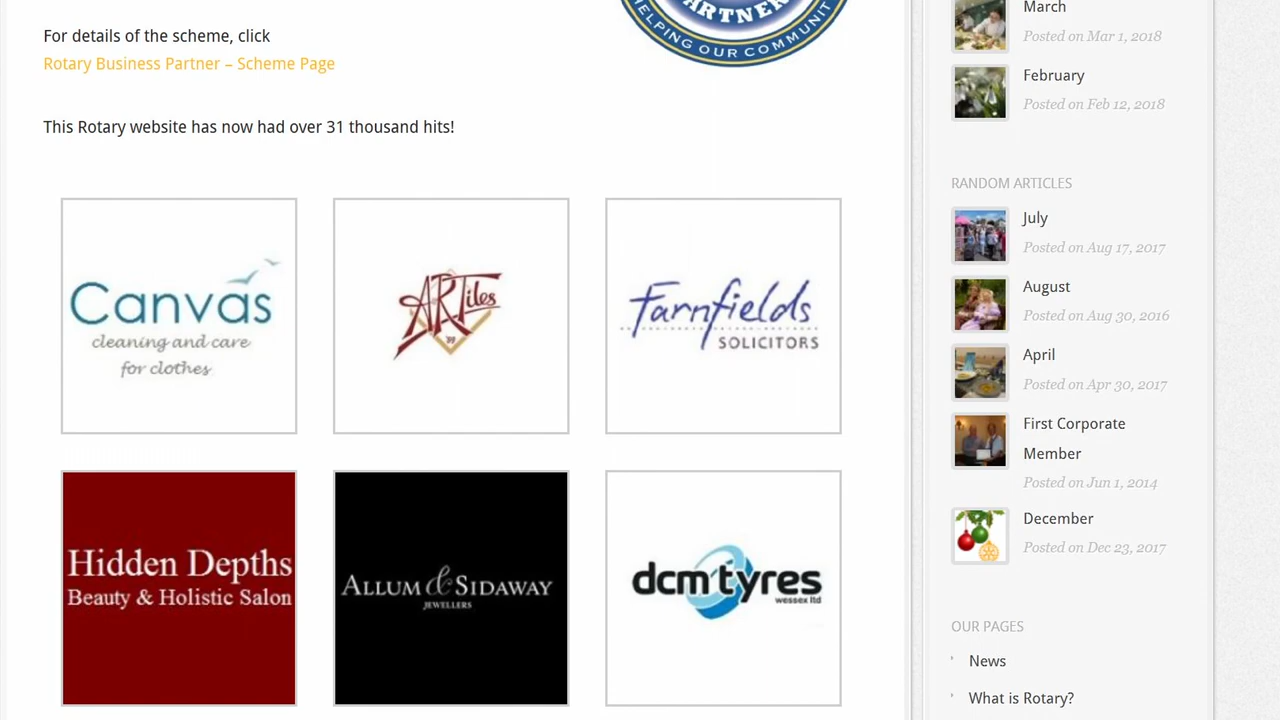 PARTNER
HELPING OUR COMMUNITY
For details of the scheme, click
Rotary Business Partner – Scheme Page
This Rotary website has now had over 31 thousand hits!
Canvas
cleaning and care
for clothes
ARTiles
Farnfields
SOLICITORS
Hidden Depths
Beauty & Holistic Salon
ALLUM & SIDAWAY
JEWELLERS
dcm tyres
wessex ltd
March
Posted on Mar 1, 2018
February
Posted on Feb 12, 2018
RANDOM ARTICLES
July
Posted on Aug 17, 2017
August
Posted on Aug 30, 2016
April
Posted on Apr 30, 2017
First Corporate
Member
Posted on Jun 1, 2014
December
Posted on Dec 23, 2017
OUR PAGES
News
What is Rotary?